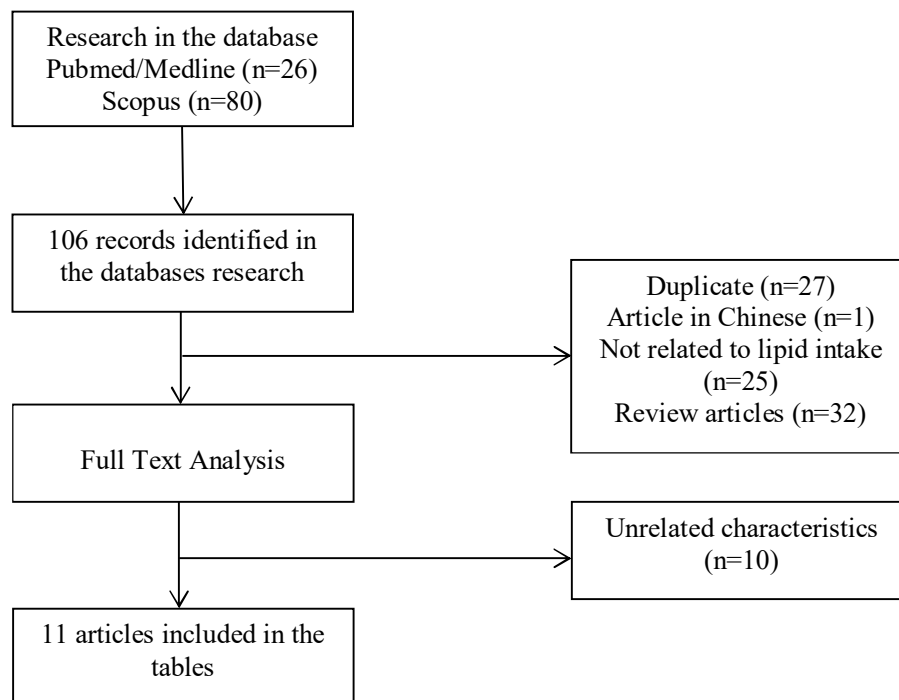 Research in the database
Pubmed/Medline (n=26)
Scopus (n=80)
106 records identified in
the databases research
Duplicate (n=27)
Article in Chinese (n=1)
Not related to lipid intake
(n=25)
Review articles (n=32)
Full Text Analysis
Unrelated characteristics
(n=10)
11 articles included in the
tables